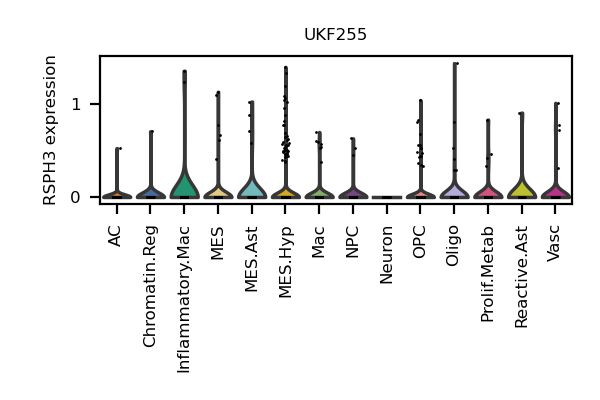 UKF255
RSPH3 expression
1
0
AC
Chromatin.Reg
Inflammatory.Mac
MES
MES.Ast
MES.Hyp
Mac
NPC
Neuron
OPC
Oligo
Prolif.Metab
Reactive.Ast
Vasc